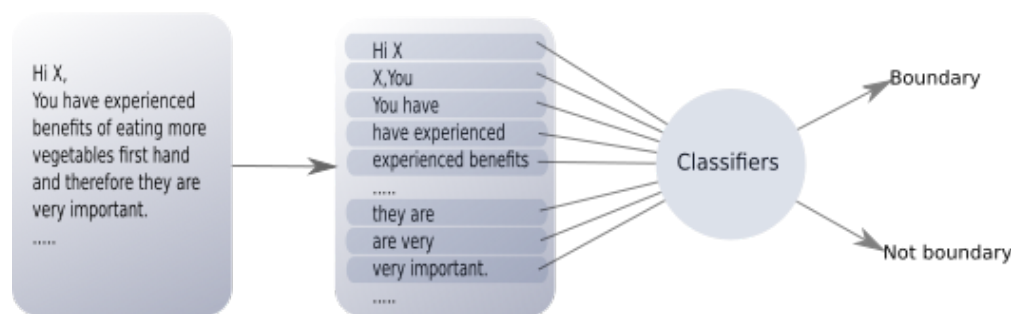 Hi X,
You have experienced
benefits of eating more
vegetables first hand
and therefore they are
very important.
.....
Hi X
X,You
You have
have experienced
experienced benefits
.....
they are
are very
very important.
.....
Classifiers
Boundary
Not boundary